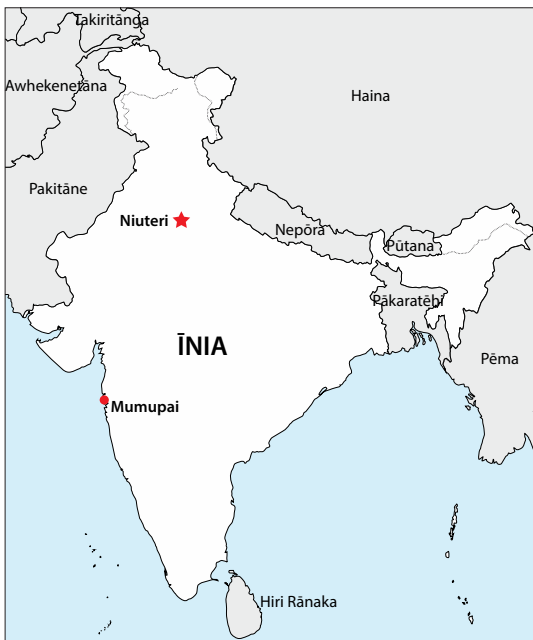 Takiritānga
Awhekenetāna
Haina
Pakitāne
Niuteri
Nepōra
Pūtana
Pākaratēhi
ĪNIA
Pēma
Mumupai
Hiri Rānaka